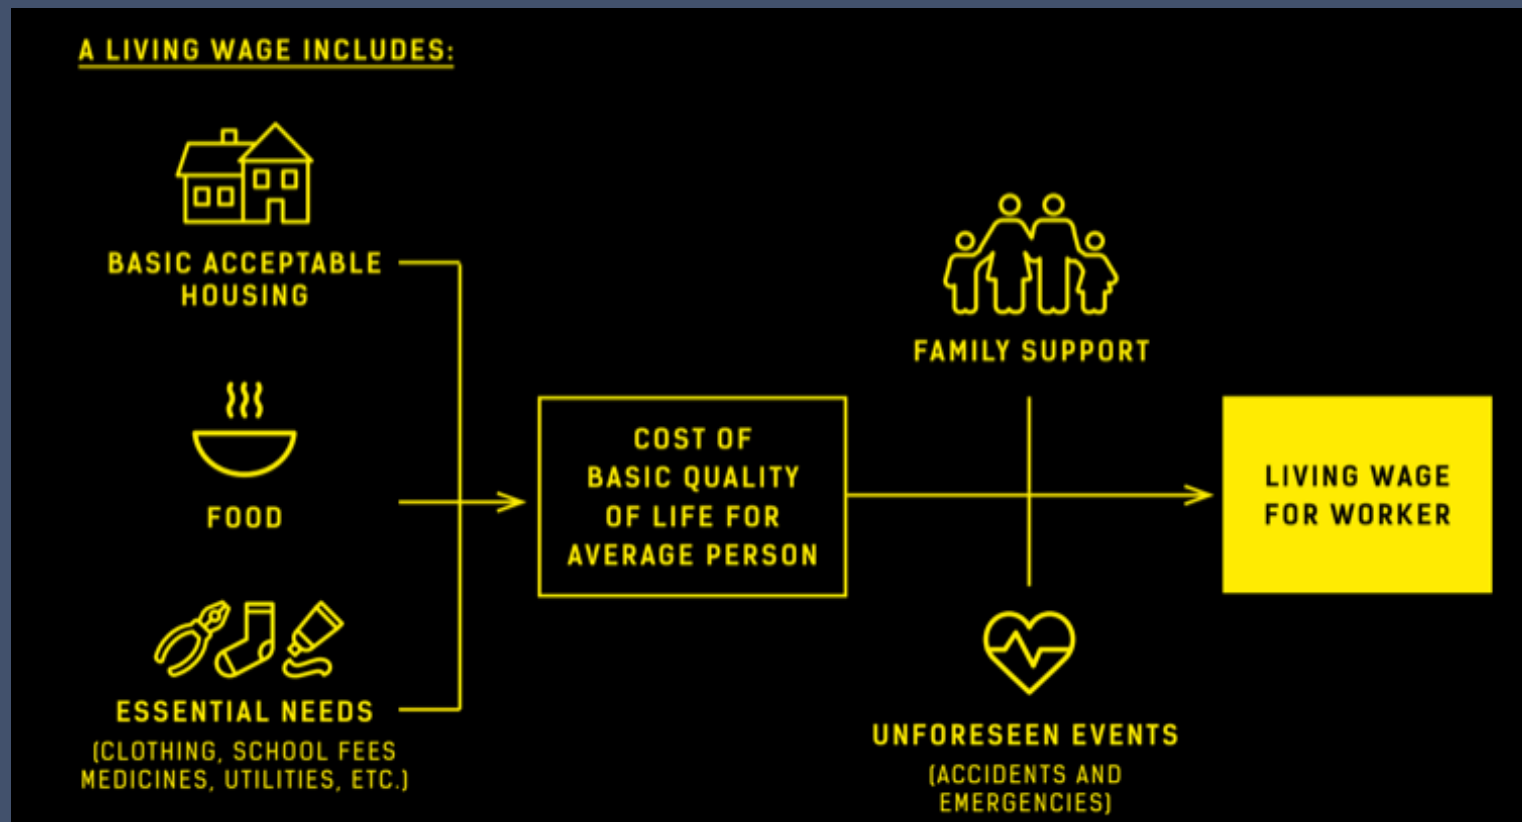 A LIVING WAGE INCLUDES:
BASIC ACCEPTABLE
HOUSING
FOOD
ESSENTIAL NEEDS
(CLOTHING, SCHOOL FEES
MEDICINES, UTILITIES, ETC.)
COST OF
BASIC QUALITY
OF LIFE FOR
AVERAGE PERSON
FAMILY SUPPORT
UNFORESEEN EVENTS
(ACCIDENTS AND
EMERGENCIES)
LIVING WAGE
FOR WORKER